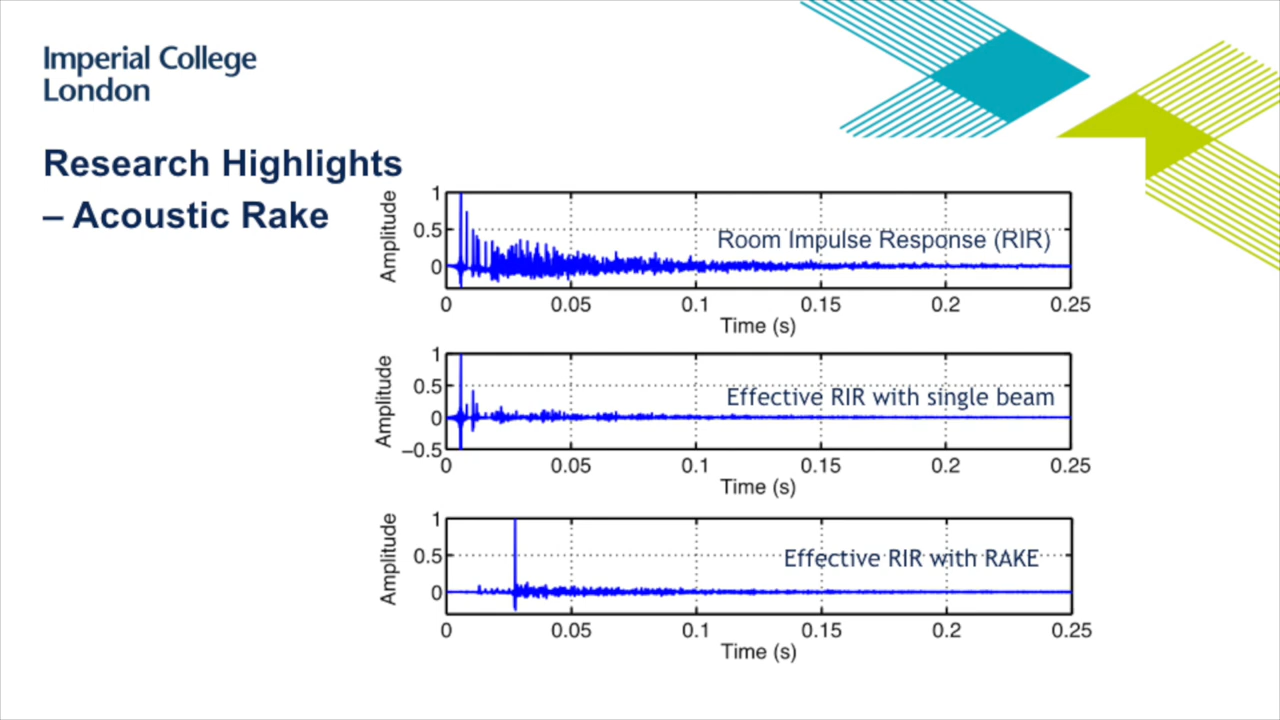 Imperial College
London
Research Highlights
– Acoustic Rake
Amplitude
1
0.5
0
Room Impulse Response (RIR)
0 0.05 0.1 0.15 0.2 0.25
Time (s)
Amplitude
1
0.5
0
−0.5
Effective RIR with single beam
0 0.05 0.1 0.15 0.2 0.25
Time (s)
Amplitude
1
0.5
0
Effective RIR with RAKE
0 0.05 0.1 0.15 0.2 0.25
Time (s)